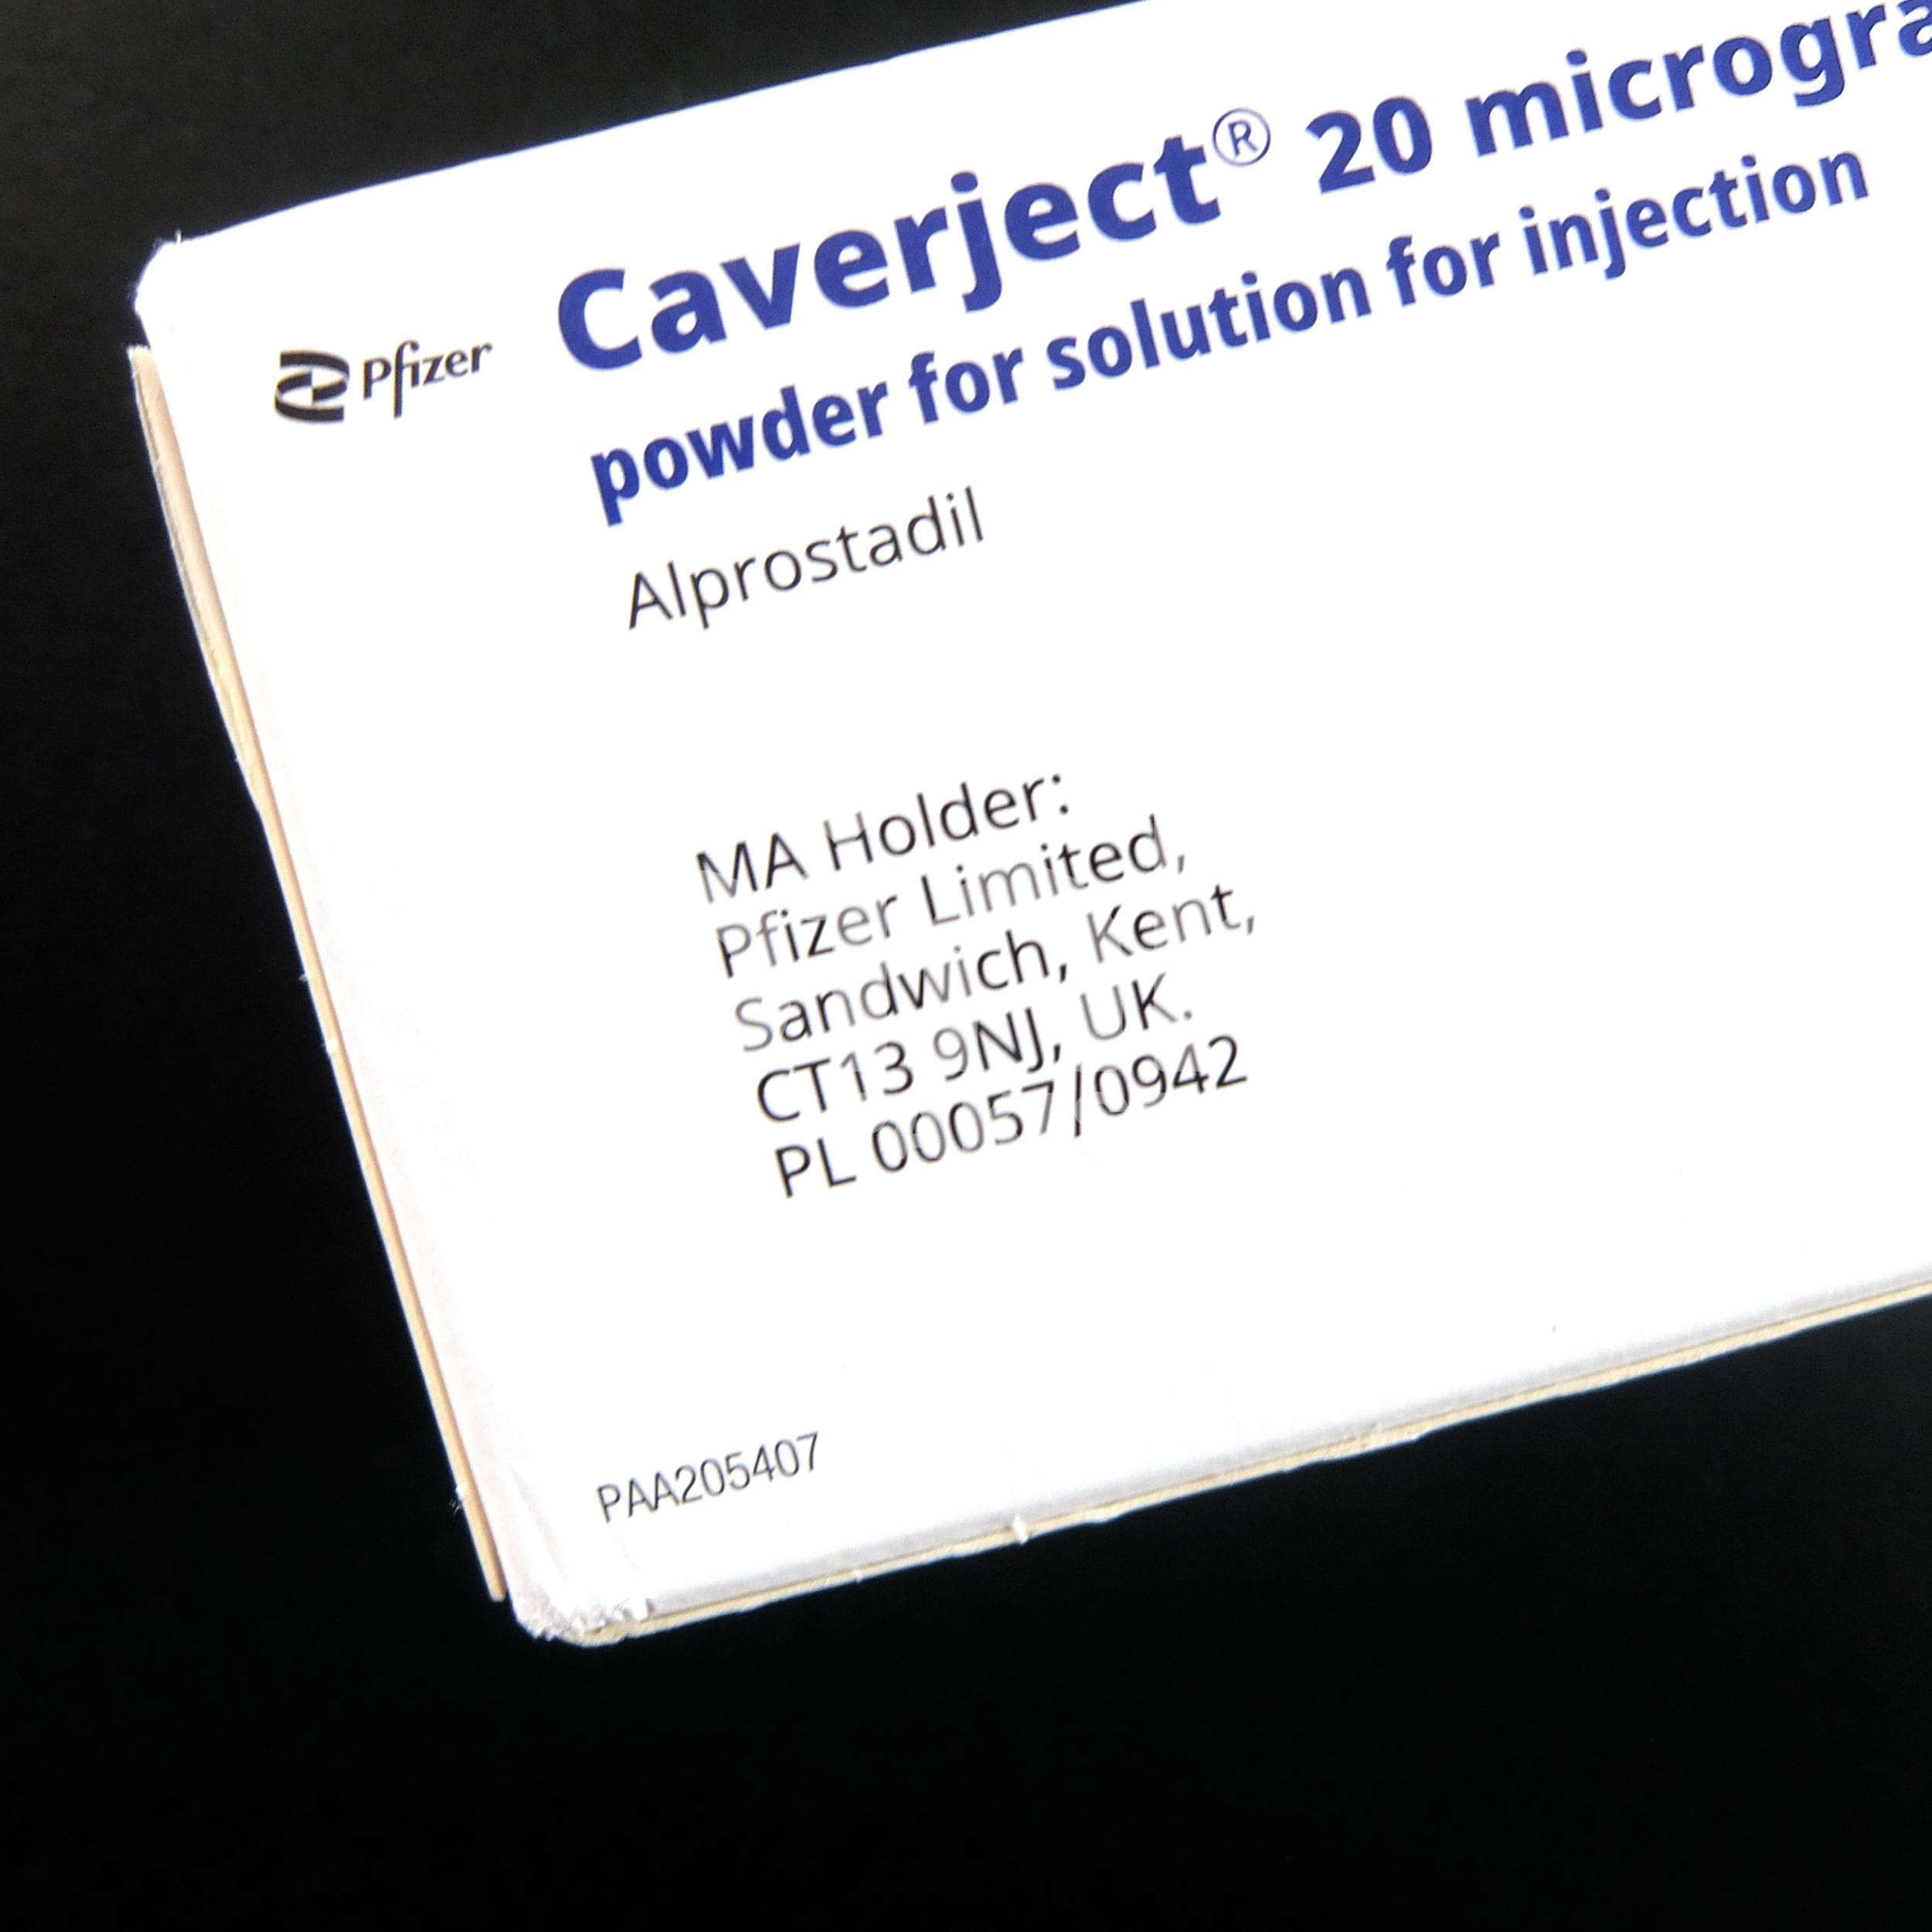 Caverject® 20 microgra
powder for solution for injection
Pfizer
Alprostadil
MA Holder:
Pfizer Limited,
Sandwich, Kent,
CT13 9NJ, UK.
PL 00057/0942
PAA205407